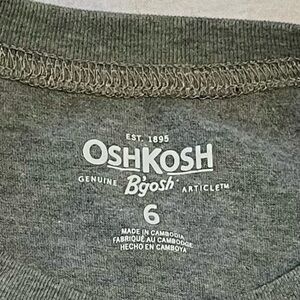 EST. 1895
OSHKOSH
GENUINE B'gosh ARTICLE™
6
MADE IN CAMBODIA
FABRIQUÉ AU CAMBODGE
HECHO EN CAMBOYA